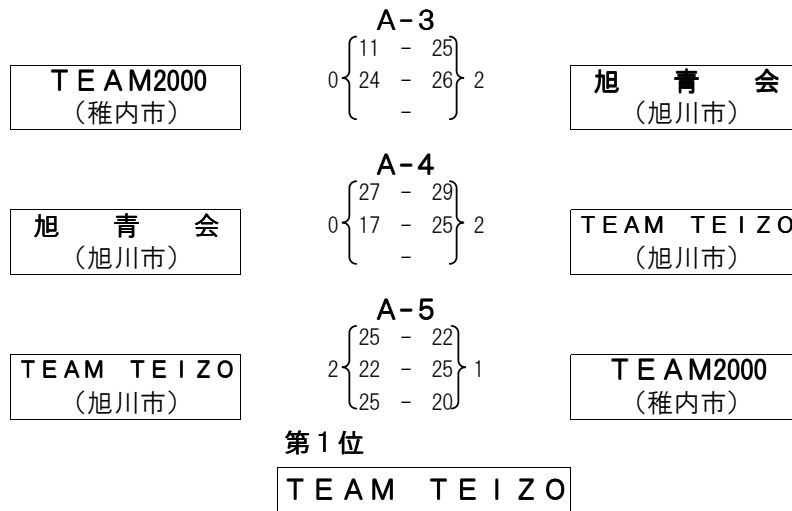 A-3
11 - 25
TEAM2000 0 24 - 26 2 旭 青 会
(稚内市) - (旭川市)
A-4
27 - 29
旭 青 会 0 17 - 25 2 TEAM TEIZO
(旭川市) - (旭川市)
A-5
25 - 22
TEAM TEIZO 2 22 - 25 1 TEAM2000
(旭川市) 25 - 20 (稚内市)
第1位
TEAM TEIZO